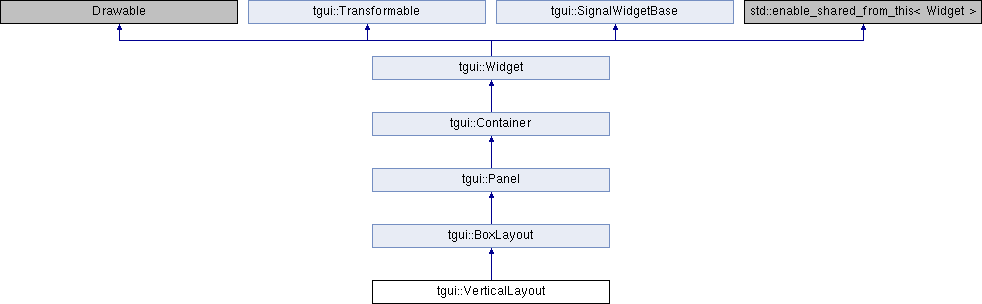 Drawable
tgui::Transformable
tgui::SignalWidgetBase
std::enable_shared_from_this< Widget >
tgui::Widget
tgui::Container
tgui::Panel
tgui::BoxLayout
tgui::VerticalLayout